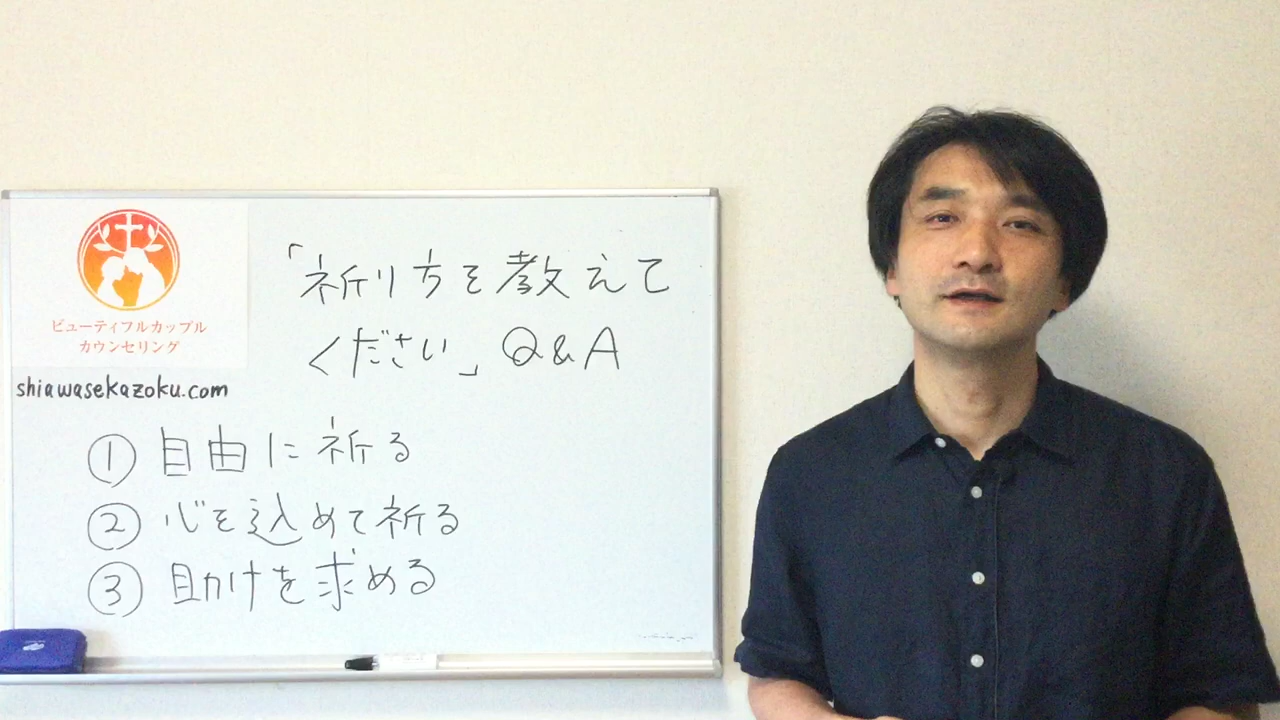 ビューティフルカップル
カウンセリング
shiawasekazoku.com
「祈り方を教えて
ください」Q&A
① 自由に祈る
② 心を込めて祈る
③ 助けを求める